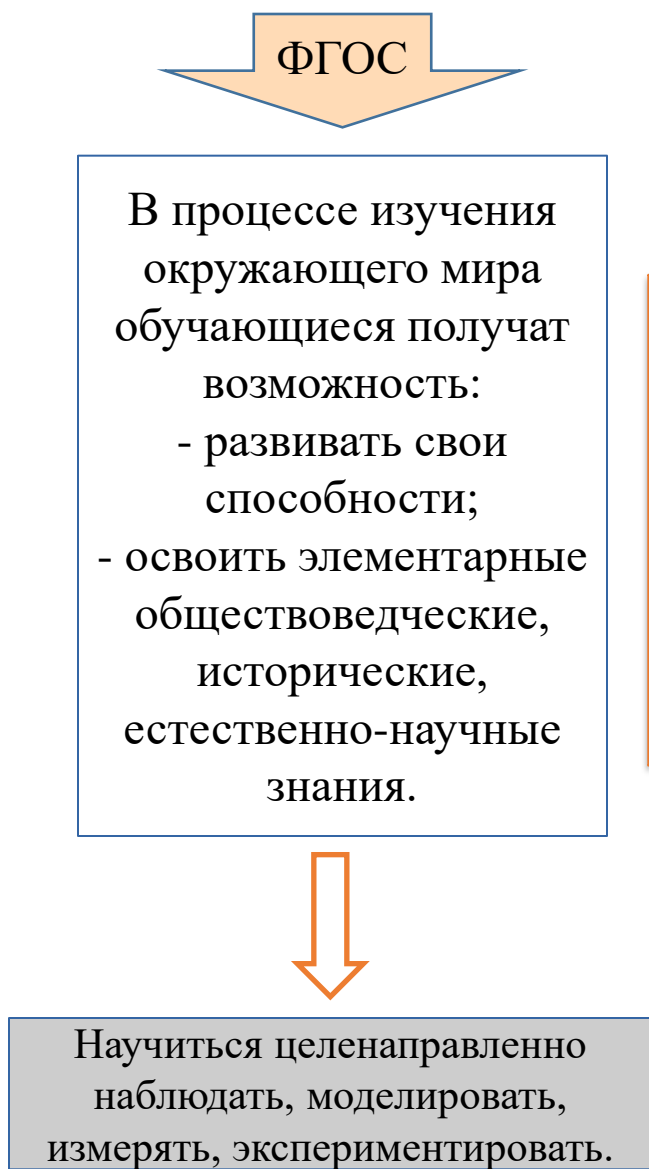 ФГОС
В процессе изучения
окружающего мира
обучающиеся получат
возможность:
- развивать свои
способности;
- освоить элементарные
обществоведческие,
исторические,
естественно-научные
знания.
Научиться целенаправленно
наблюдать, моделировать,
измерять, экспериментировать.